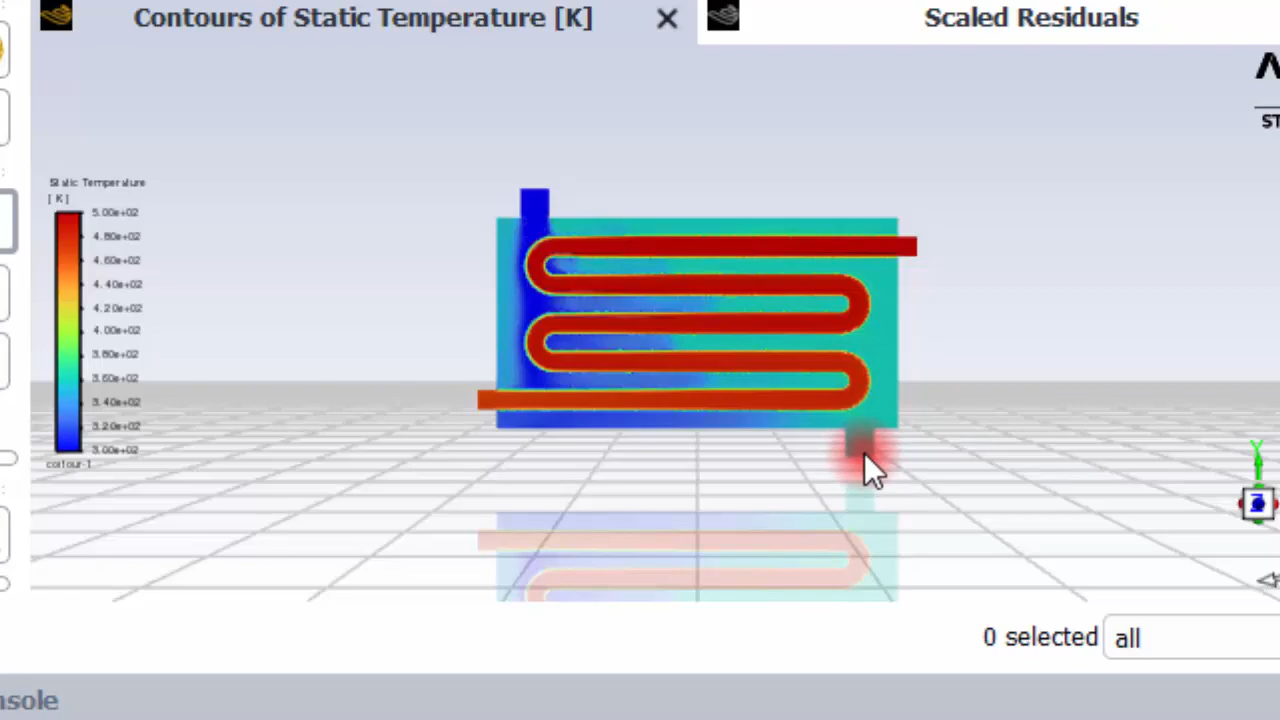 Contours of Static Temperature [K]
Scaled Residuals
Static Temperature
[ K ]
5.00e+02
4.80e+02
4.60e+02
4.40e+02
4.20e+02
4.00e+02
3.80e+02
3.60e+02
3.40e+02
3.20e+02
3.00e+02
contour-1
ST
Y
0 selected
all
nsole